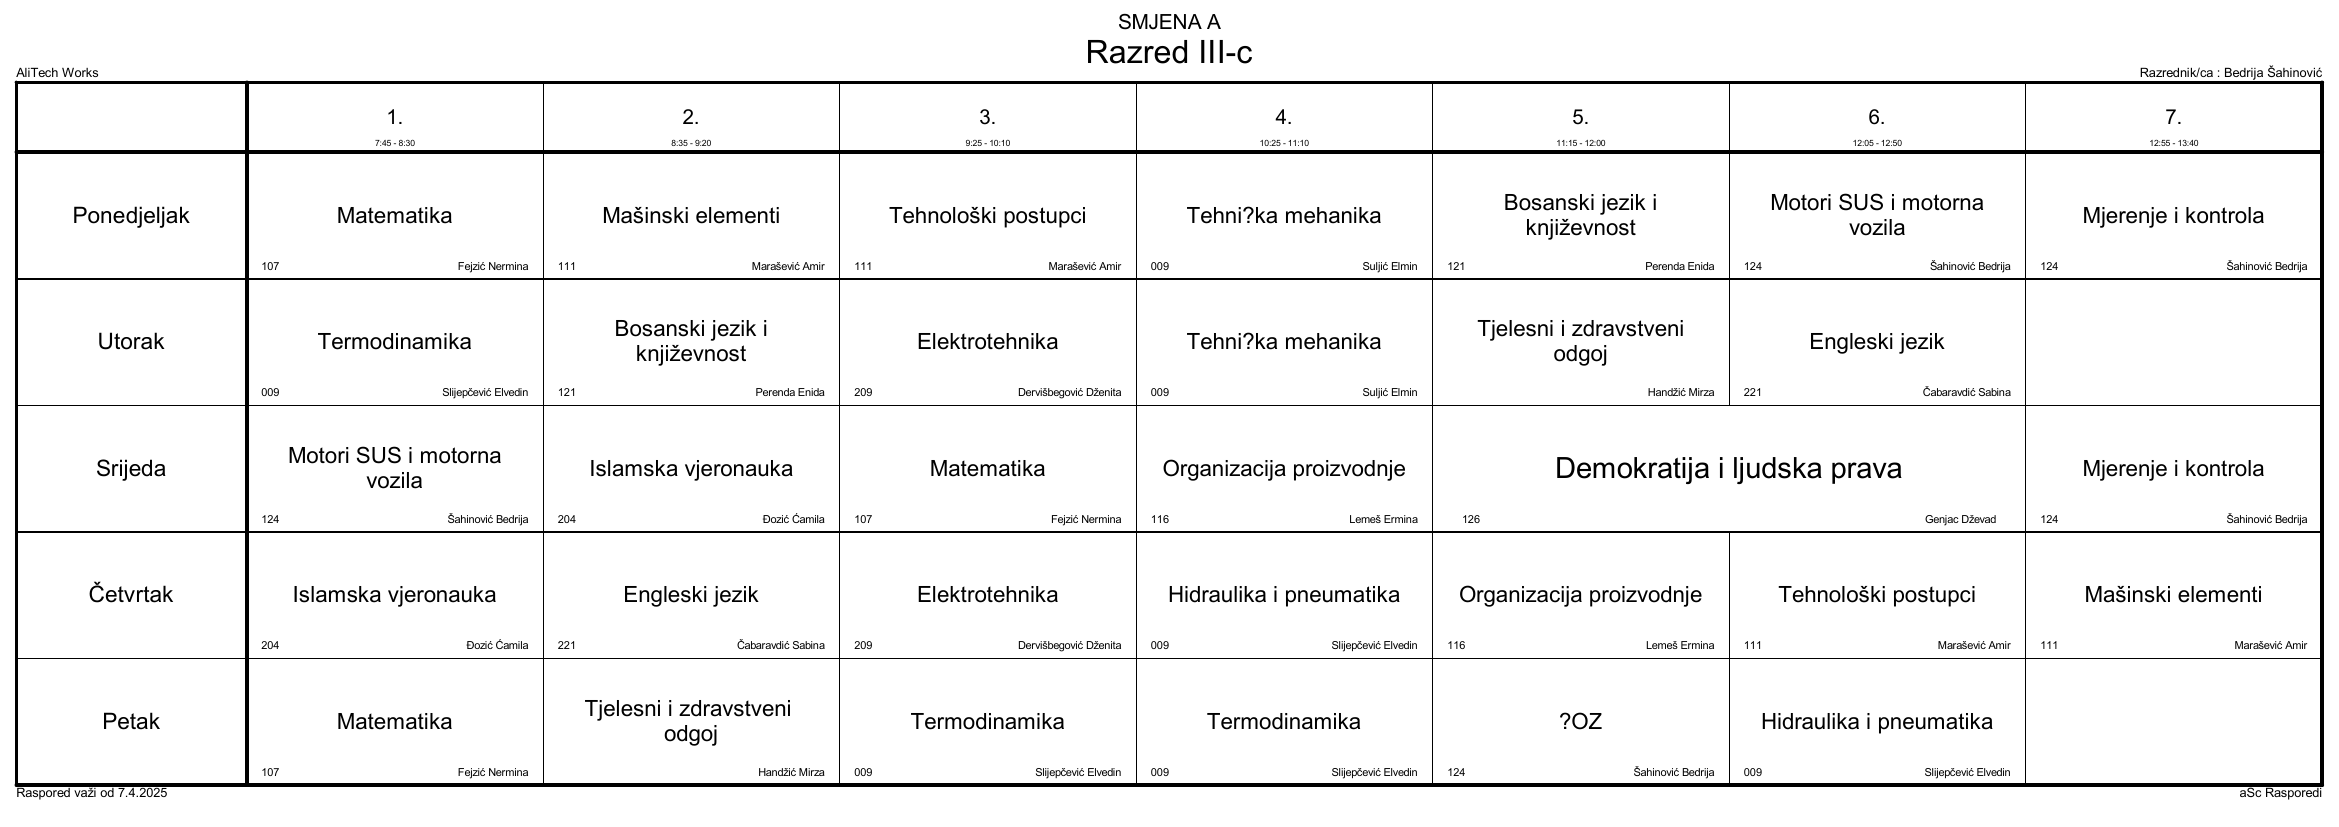 SMJENA A
Razred III-c
AliTech Works
Razrednik/ca : Bedrija Šahinović
1.
7:45 - 8:30
2.
8:35 - 9:20
3.
9:25 - 10:10
4.
10:25 - 11:10
5.
11:15 - 12:00
6.
12:05 - 12:50
7.
12:55 - 13:40
Ponedjeljak
Matematika
107
Fejzić Nermina
Mašinski elementi
111
Marašević Amir
Tehnološki postupci
111
Marašević Amir
Tehni?ka mehanika
009
Suljić Elmin
Bosanski jezik i
književnost
121
Perenda Enida
Motori SUS i motorna
vozila
124
Šahinović Bedrija
Mjerenje i kontrola
124
Šahinović Bedrija
Utorak
Termodinamika
009
Slijepčević Elvedin
Bosanski jezik i
književnost
121
Perenda Enida
Elektrotehnika
209
Dervišbegović Dženita
Tehni?ka mehanika
009
Suljić Elmin
Tjelesni i zdravstveni
odgoj
Handžić Mirza
Engleski jezik
221
Čabaravdić Sabina
Srijeda
Motori SUS i motorna
vozila
124
Šahinović Bedrija
Islamska vjeronauka
204
Đozić Ćamila
Matematika
107
Fejzić Nermina
Organizacija proizvodnje
116
Lemeš Ermina
Demokratija i ljudska prava
126
Genjac Dževad
Mjerenje i kontrola
124
Šahinović Bedrija
Četvrtak
Islamska vjeronauka
204
Đozić Ćamila
Engleski jezik
221
Čabaravdić Sabina
Elektrotehnika
209
Dervišbegović Dženita
Hidraulika i pneumatika
009
Slijepčević Elvedin
Organizacija proizvodnje
116
Lemeš Ermina
Tehnološki postupci
111
Marašević Amir
Mašinski elementi
111
Marašević Amir
Petak
Matematika
107
Fejzić Nermina
Tjelesni i zdravstveni
odgoj
Handžić Mirza
Termodinamika
009
Slijepčević Elvedin
Termodinamika
009
Slijepčević Elvedin
?OZ
124
Šahinović Bedrija
Hidraulika i pneumatika
009
Slijepčević Elvedin
Raspored važi od 7.4.2025
aSc Rasporedi